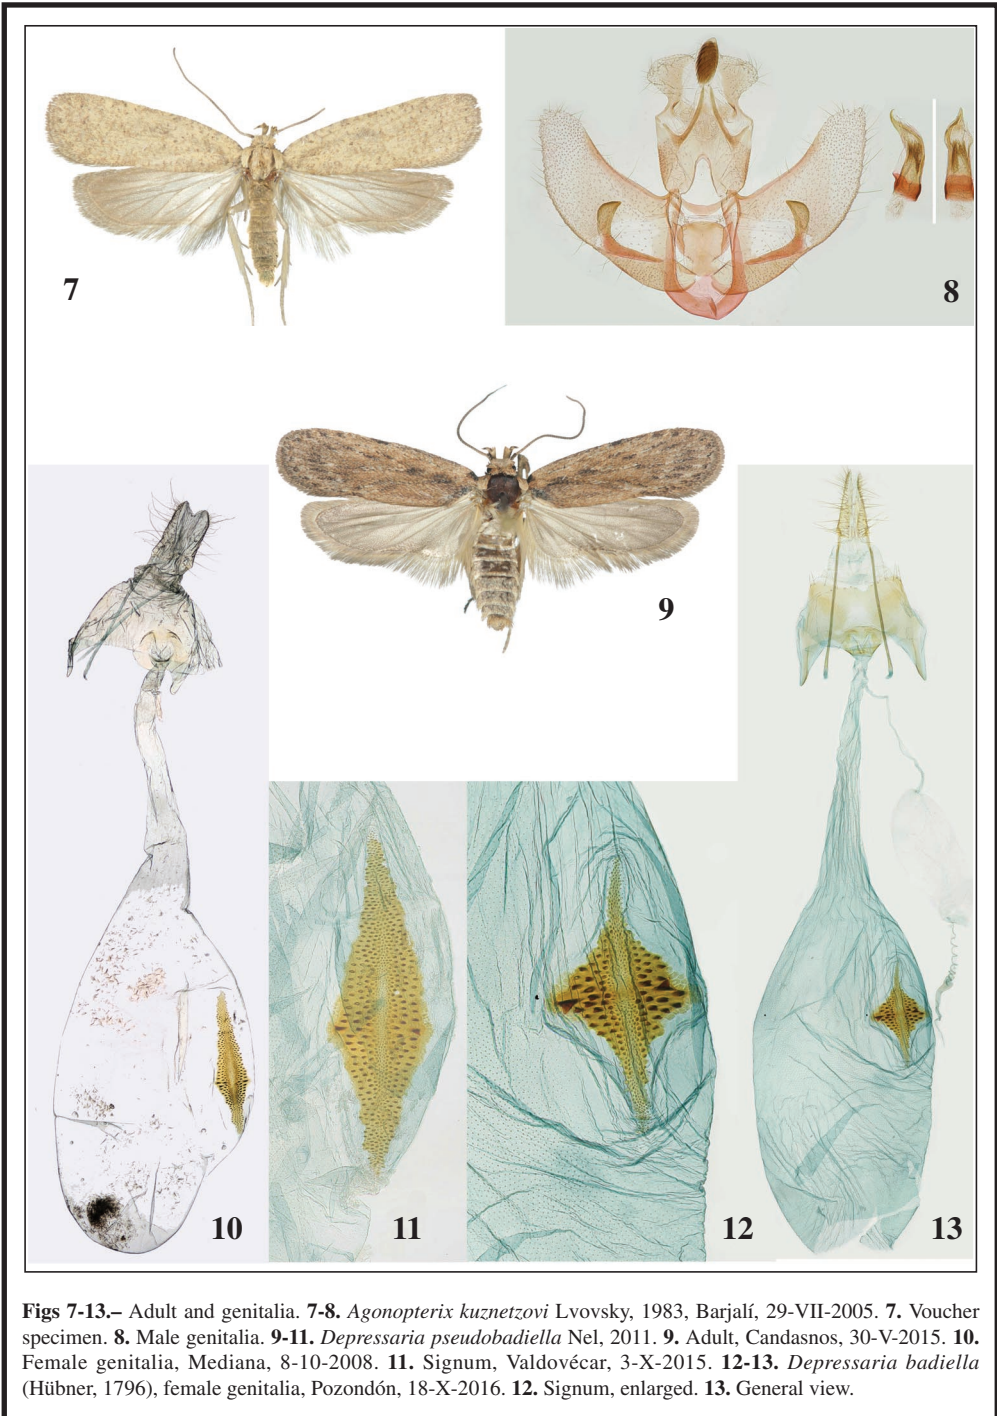 7
8
9
10
11
12
13
Figs 7-13.– Adult and genitalia. 7-8. Agonopterix kuznetzovi Lvovsky, 1983, Barjalí, 29-VII-2005. 7. Voucher
specimen. 8. Male genitalia. 9-11. Depressaria pseudobadiella Nel, 2011. 9. Adult, Candasnos, 30-V-2015. 10.
Female genitalia, Mediana, 8-10-2008. 11. Signum, Valdovécar, 3-X-2015. 12-13. Depressaria badiella
(Hübner, 1796), female genitalia, Pozondón, 18-X-2016. 12. Signum, enlarged. 13. General view.